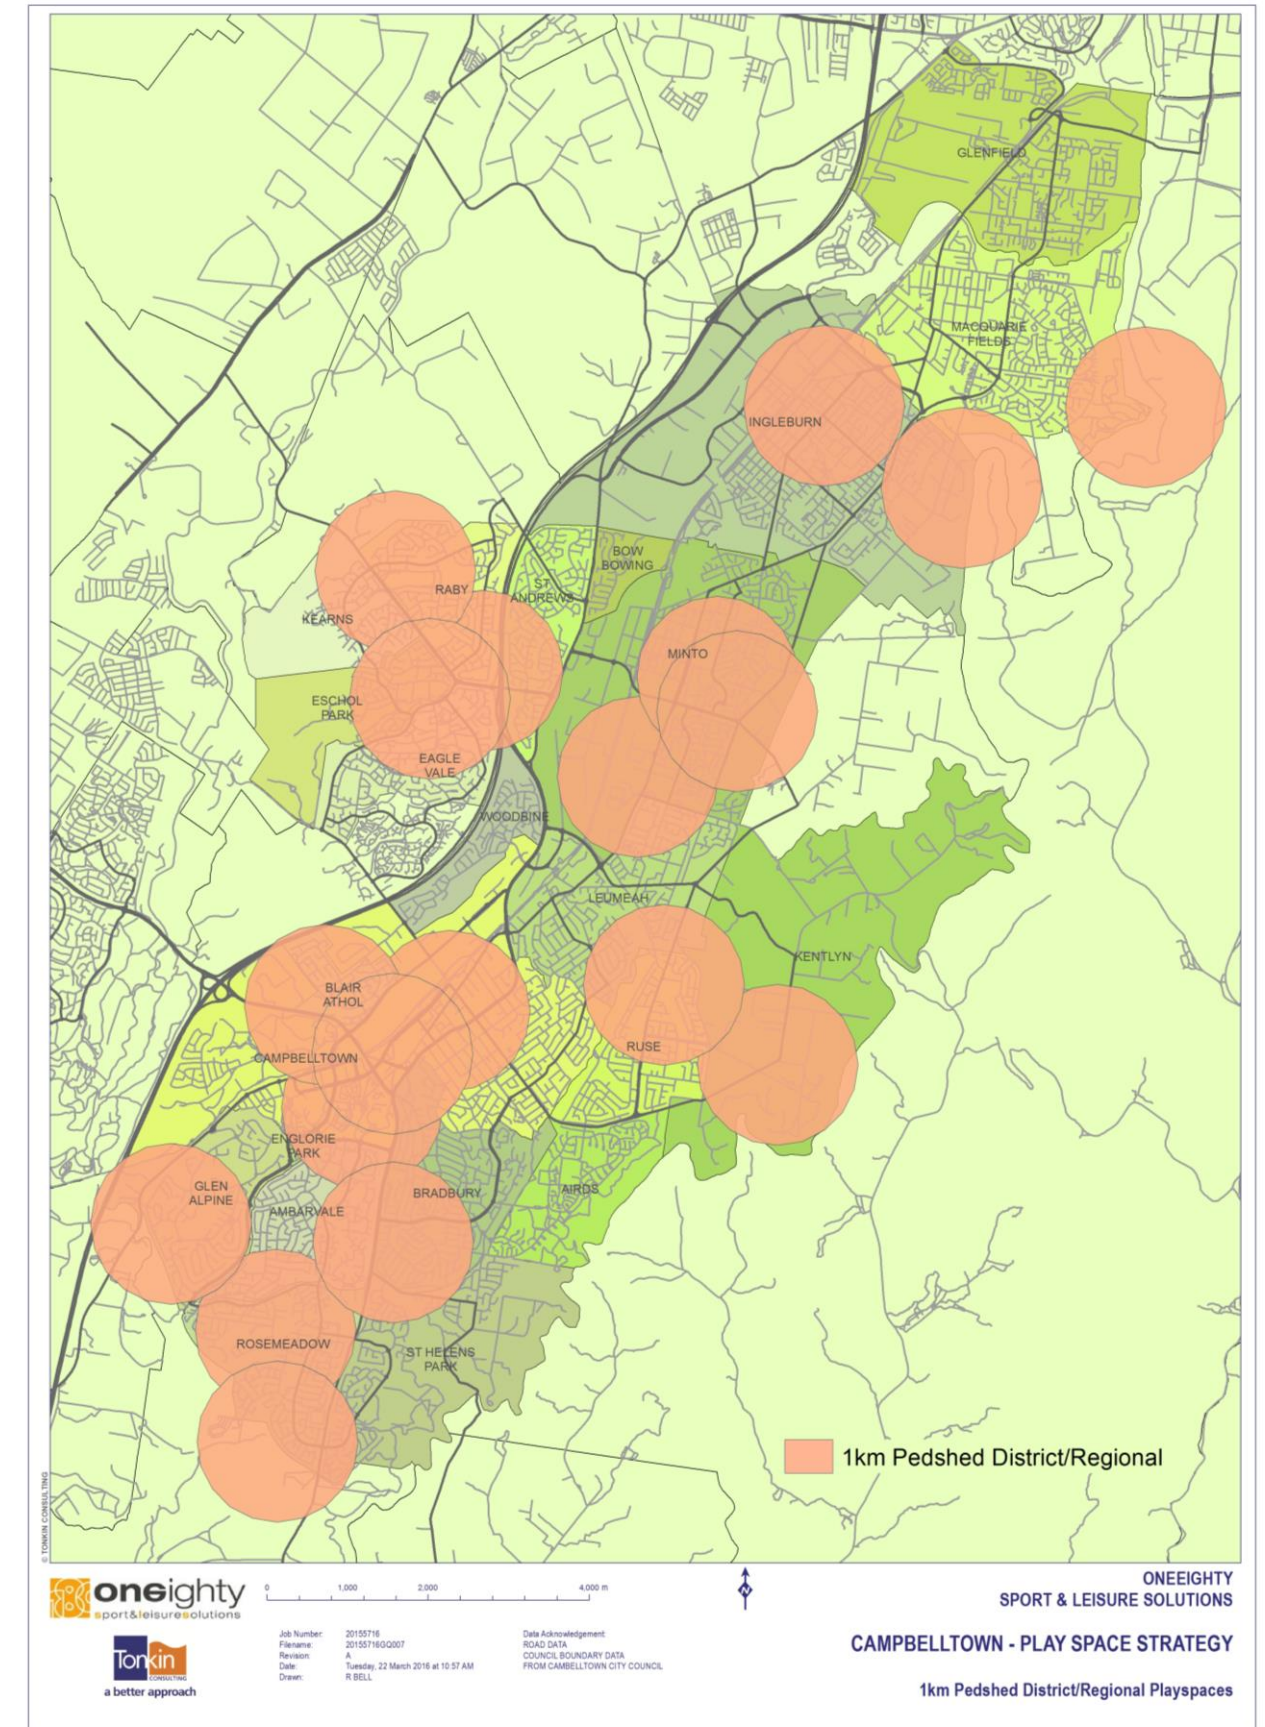 GLENFIELD
MACQUARIE
FIELDS
INGLEBURN
BOW
BOWING
RABY
ST
ANDREWS
KEARNS
MINTO
ESCHOL
PARK
EAGLE
VALE
WOODBINE
LEUMEAH
KENTLYN
BLAIR
ATHOL
RUSE
CAMPBELLTOWN
ENGLORIE
PARK
GLEN
ALPINE
BRADBURY
AIRDS
AMBARVALE
ROSEMEADOW
ST HELENS
PARK
1km Pedshed District/Regional
© TONKIN CONSULTING
oneighty
sport&leisuresolutions
0 1,000 2,000 4,000 m
N
ONEEIGHTY
SPORT & LEISURE SOLUTIONS
Tonkin
CONSULTING
a better approach
Job Number: 20155716
Filename: 20155716GQ007
Revision: A
Date: Tuesday, 22 March 2016 at 10:57 AM
Drawn: R BELL
Data Acknowledgement:
ROAD DATA
COUNCIL BOUNDARY DATA
FROM CAMBELLTOWN CITY COUNCIL
CAMPBELLTOWN - PLAY SPACE STRATEGY
1km Pedshed District/Regional Playspaces